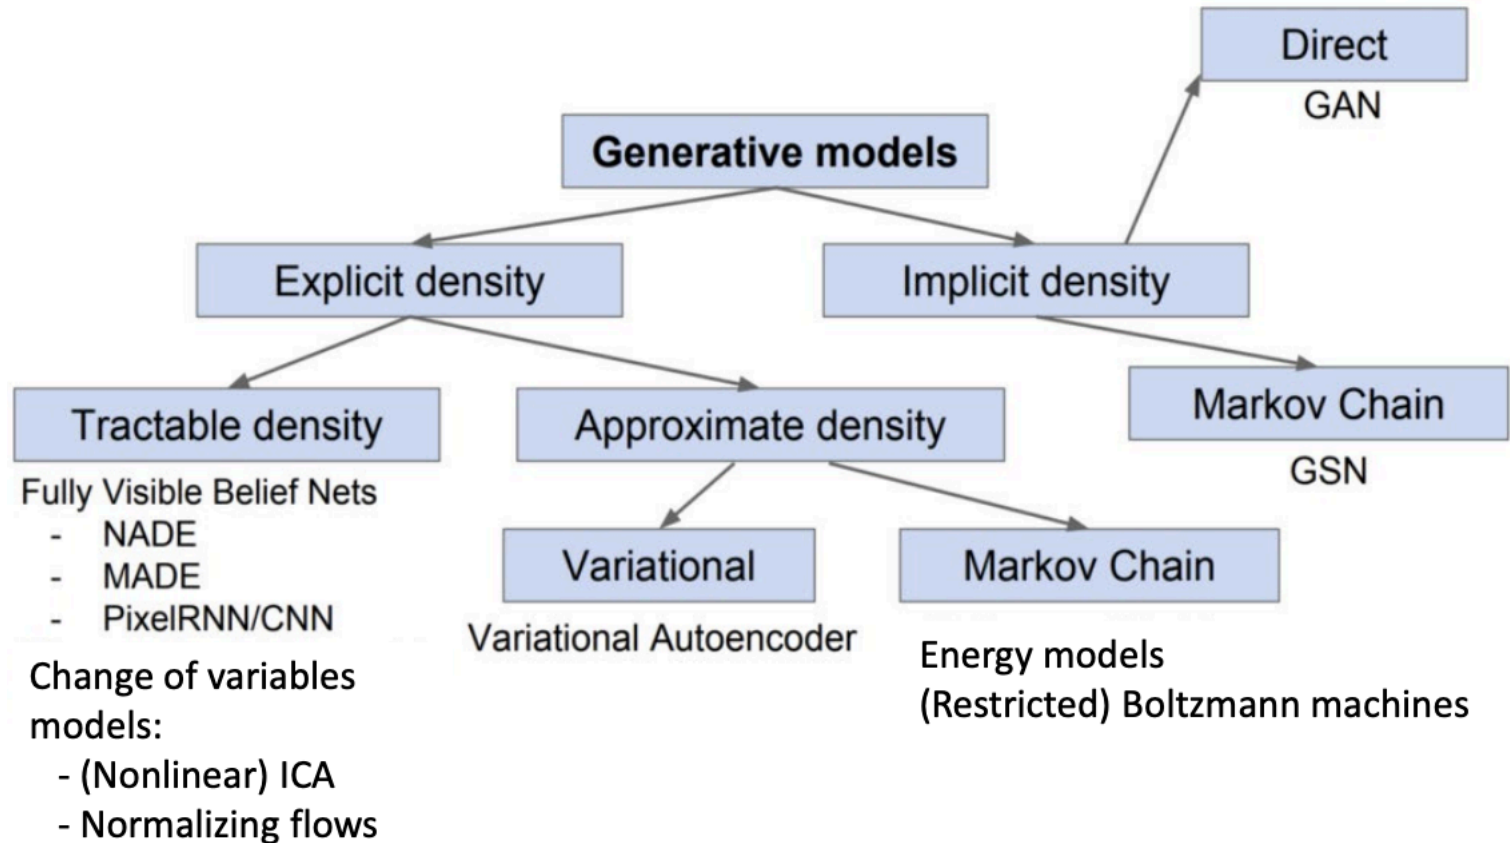 Direct
GAN
Generative models
Explicit density
Implicit density
Tractable density
Approximate density
Markov Chain
GSN
Fully Visible Belief Nets
- NADE
- MADE
- PixelRNN/CNN
Change of variables
models:
- (Nonlinear) ICA
- Normalizing flows
Variational
Variational Autoencoder
Markov Chain
Energy models
(Restricted) Boltzmann machines